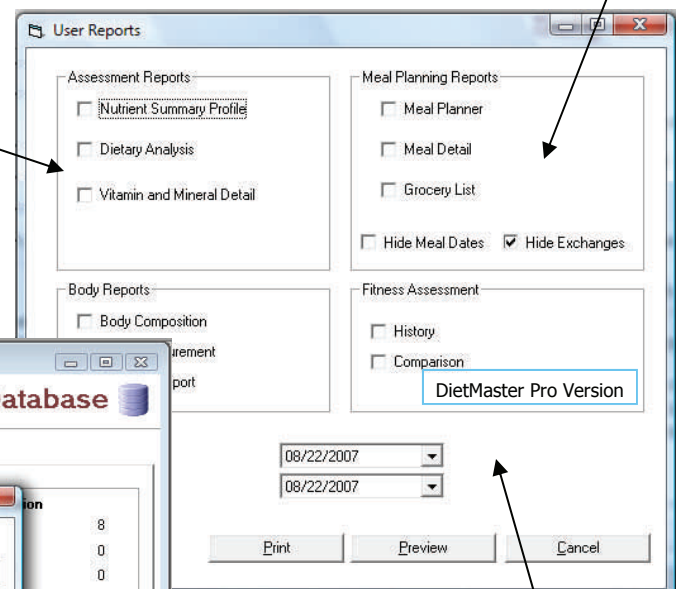 User Reports
Assessment Reports
Nutrient Summary Profile
Dietary Analysis
Vitamin and Mineral Detail
Meal Planning Reports
Meal Planner
Meal Detail
Grocery List
Hide Meal Dates
Hide Exchanges
Body Reports
Body Composition
urement
port
Fitness Assessment
History
Comparison
DietMaster Pro Version
atabase
ion
8
0
0
08/22/2007
08/22/2007
Print
Preview
Cancel